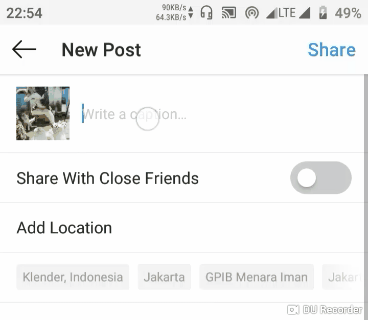 22:54 90KB/s 64.3KB/s LTE 49%
New Post Share
Write a caption...
Share With Close Friends
Add Location
Klender, Indonesia Jakarta GPIB Menara Iman Jakar
DU Recorder